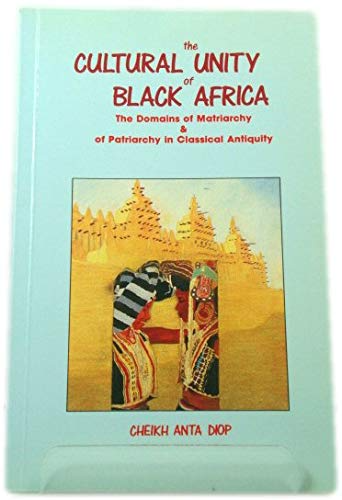 the
CULTURAL UNITY
of
BLACK AFRICA
The Domains of Matriarchy
&
of Patriarchy in Classical Antiquity
CHEIKH ANTA DIOP